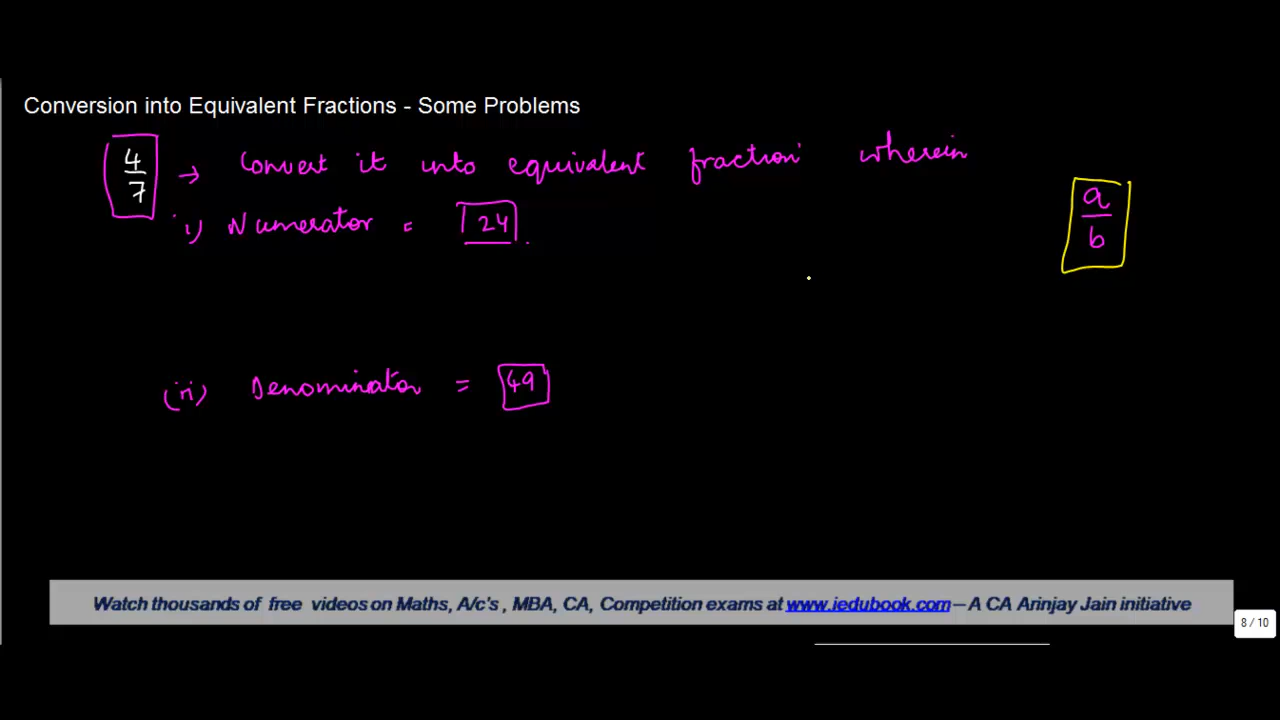 Conversion into Equivalent Fractions - Some Problems
4/7 → Convert it into equivalent fraction wherein
i) Numerator = 24.
a/b
(ii) Denominator = 49
Watch thousands of free videos on Maths, A/c's , MBA, CA, Competition exams at www.iedubook.com – A CA Arinjay Jain initiative
8 / 10